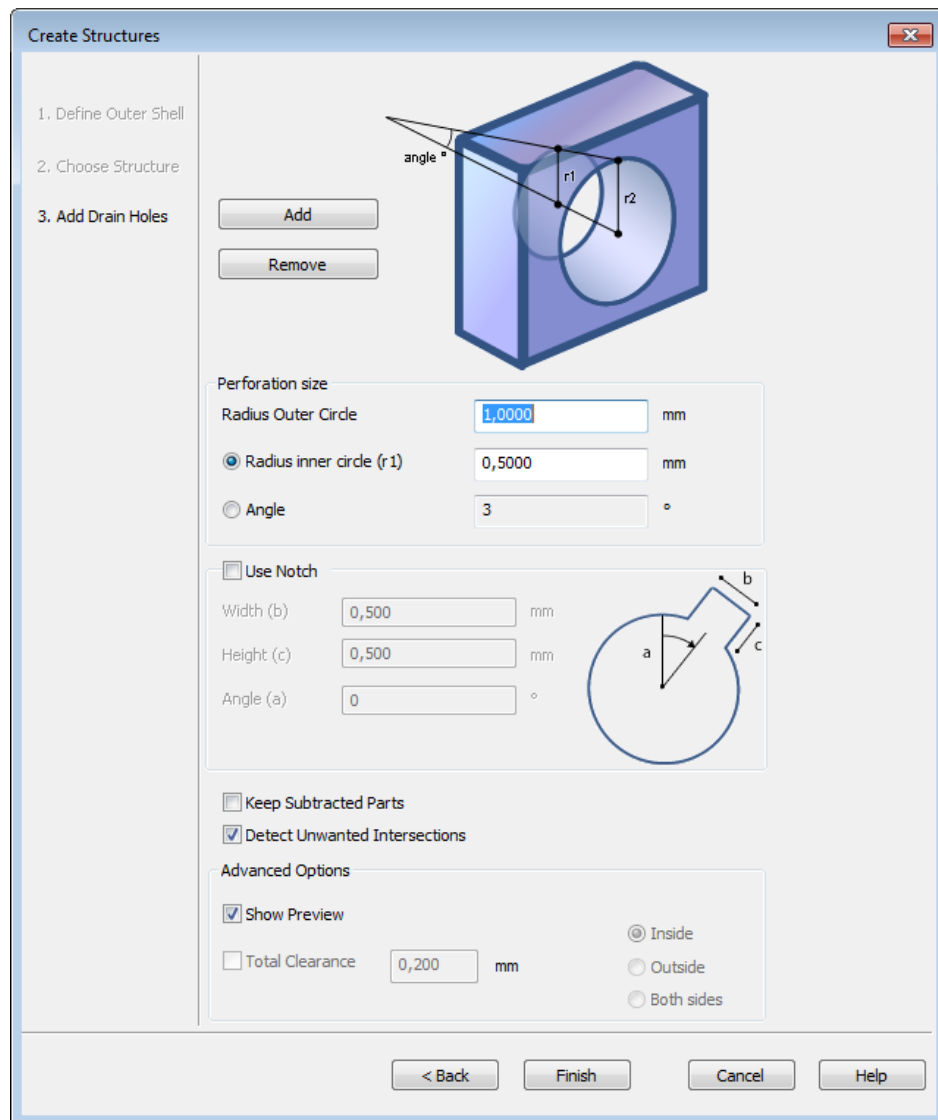 Create Structures
1. Define Outer Shell
2. Choose Structure
3. Add Drain Holes
Add
Remove
angle °
r1
r2
Perforation size
Radius Outer Circle 1,0000 mm
Radius inner circle (r1) 0,5000 mm
Angle 3 °
Use Notch
Width (b) 0,500 mm
Height (c) 0,500 mm
Angle (a) 0 °
b
a
c
Keep Subtracted Parts
Detect Unwanted Intersections
Advanced Options
Show Preview
Total Clearance 0,200 mm
Inside
Outside
Both sides
< Back Finish Cancel Help